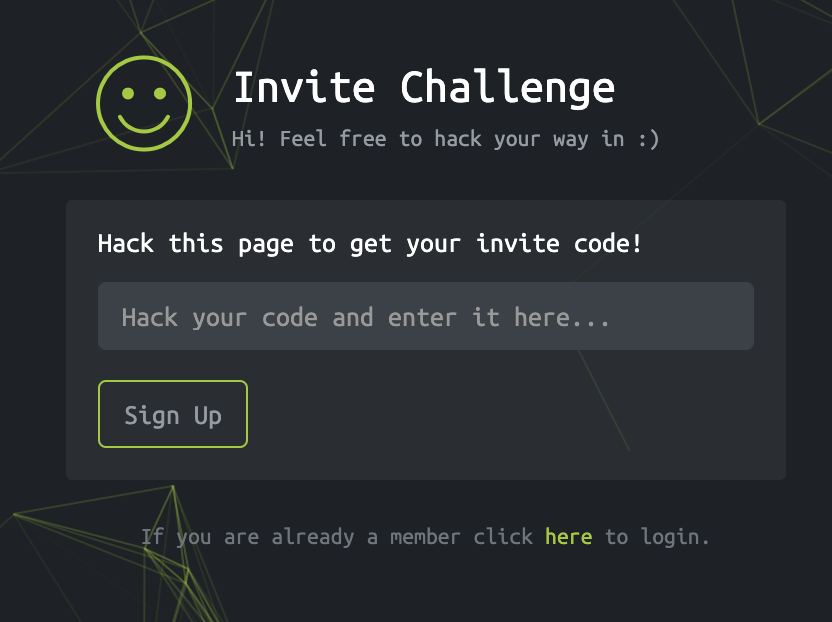 Invite Challenge
Hi! Feel free to hack your way in :)
Hack this page to get your invite code!
Hack your code and enter it here...
Sign Up
If you are already a member click here to login.